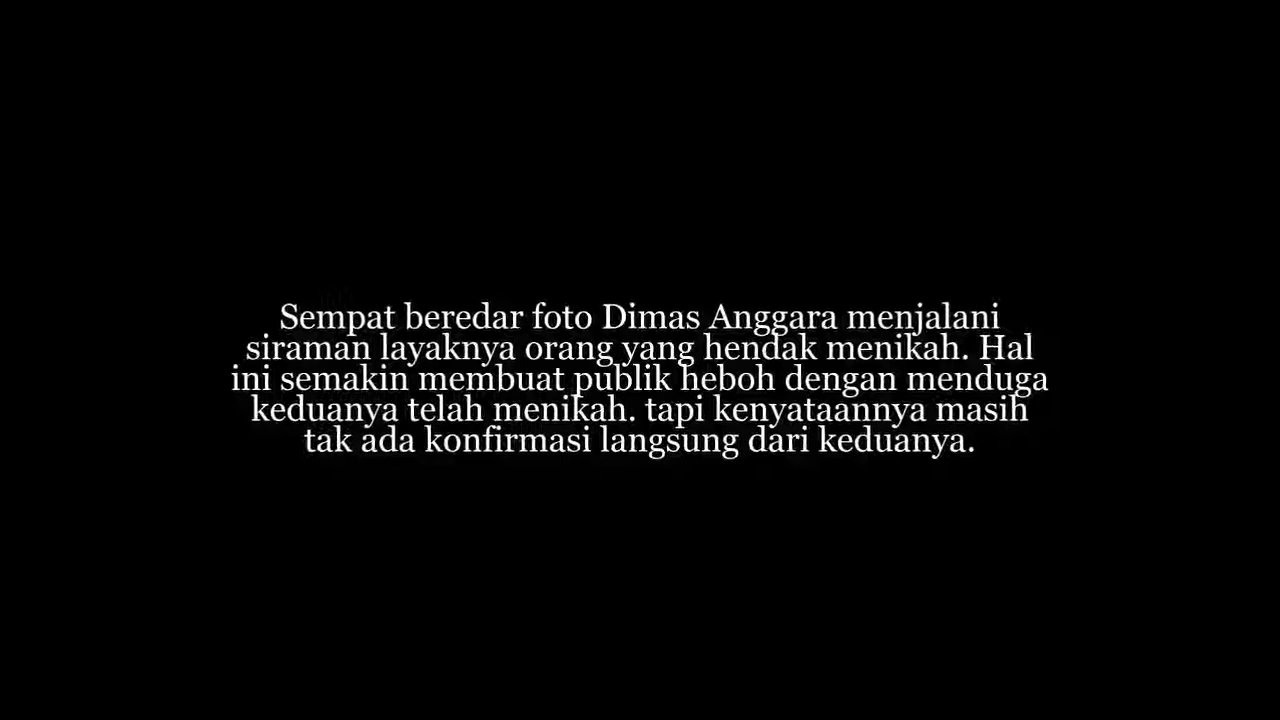 Sempat beredar foto Dimas Anggara menjalani
siraman layaknya orang yang hendak menikah. Hal
ini semakin membuat publik heboh dengan menduga
keduanya telah menikah. tapi kenyataannya masih
tak ada konfirmasi langsung dari keduanya.